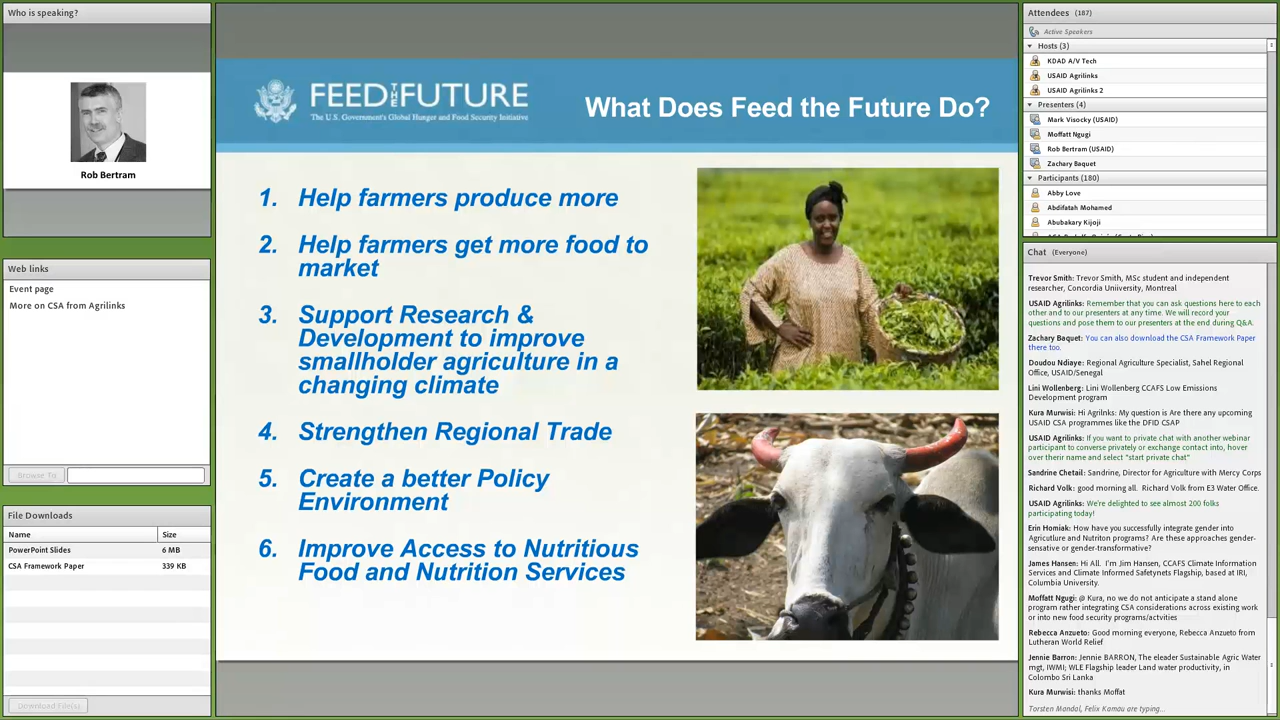 Who is speaking?
Rob Bertram
Web links
Event page
More on CSA from Agrilinks
Browse To
File Downloads
Name
Size
PowerPoint Slides
6 MB
CSA Framework Paper
339 KB
Download File(s)
FEED THE FUTURE
The U.S. Government's Global Hunger and Food Security Initiative
What Does Feed the Future Do?
1. Help farmers produce more
2. Help farmers get more food to
market
3. Support Research &
Development to improve
smallholder agriculture in a
changing climate
4. Strengthen Regional Trade
5. Create a better Policy
Environment
6. Improve Access to Nutritious
Food and Nutrition Services
Attendees (187)
Active Speakers
Hosts (3)
KDAD A/V Tech
USAID Agrilinks
USAID Agrilinks 2
Presenters (4)
Mark Visocky (USAID)
Moffatt Ngugi
Rob Bertram (USAID)
Zachary Baquet
Participants (180)
Abby Love
Abdifatah Mohamed
Abubakary Kijoji
Chat (Everyone)
Trevor Smith: Trevor Smith, MSc student and independent
researcher, Concordia Uniuversity, Montreal
USAID Agrilinks: Remember that you can ask questions here to each
other and to our presenters at any time. We will record your
questions and pose them to our presenters at the end during Q&A.
Zachary Baquet: You can also download the CSA Framework Paper
there too.
Doudou Ndiaye: Regional Agriculture Specialist, Sahel Regional
Office, USAID/Senegal
Lini Wollenberg: Lini Wollenberg CCAFS Low Emissions
Development program
Kura Murwisi: Hi Agrilnks: My question is Are there any upcoming
USAID CSA programmes like the DFID CSAP
USAID Agrilinks: If you want to private chat with another webinar
participant to converse privately or exchange contact into, hover
over their name and select "start private chat"
Sandrine Chetail: Sandrine, Director for Agriculture with Mercy Corps
Richard Volk: good morning all. Richard Volk from E3 Water Office.
USAID Agrilinks: We're delighted to see almost 200 folks
participating today!
Erin Homiak: How have you successfully integrate gender into
Agricutlure and Nutriton programs? Are these approaches gender-
sensative or gender-transformative?
James Hansen: Hi All. I'm Jim Hansen, CCAFS Climate Information
Services and Climate Informed Safetynets Flagship, based at IRI,
Columbia University.
Moffatt Ngugi: @ Kura, no we do not anticipate a stand alone
program rather integrating CSA considerations across existing work
or into new food security programs/actvities
Rebecca Anzueto: Good morning everyone, Rebecca Anzueto from
Lutheran World Relief
Jennie Barron: Jennie BARRON, The eleader Sustainable Agric Water
mgt, IWMI; WLE Flagship leader Land water productivity, in
Colombo Sri Lanka
Kura Murwisi: thanks Moffat
Torsten Mandal, Felix Kamau are typing...